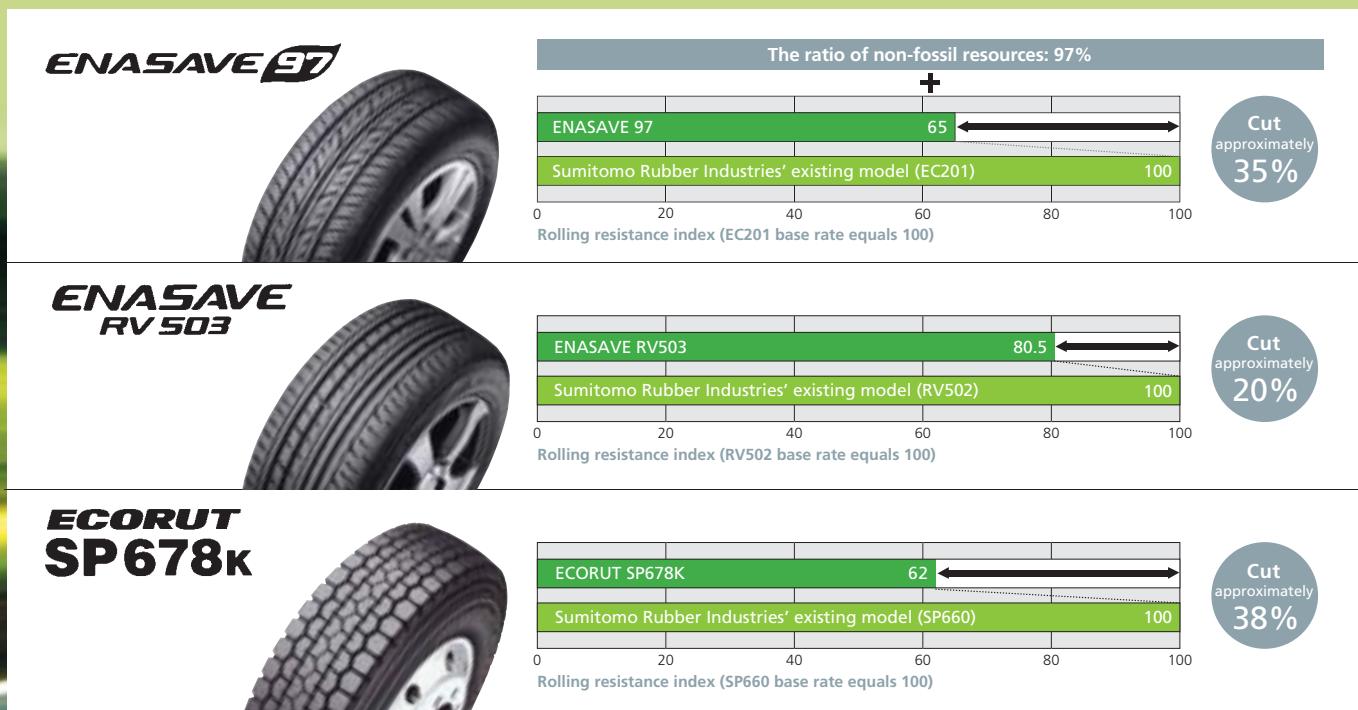 ENASAVE 97
The ratio of non-fossil resources: 97%
+
ENASAVE 97 65
Sumitomo Rubber Industries’ existing model (EC201) 100
0 20 40 60 80 100
Rolling resistance index (EC201 base rate equals 100)
Cut
approximately
35%
ENASAVE
RV503
ENASAVE RV503 80.5
Sumitomo Rubber Industries’ existing model (RV502) 100
0 20 40 60 80 100
Rolling resistance index (RV502 base rate equals 100)
Cut
approximately
20%
ECORUT
SP678K
ECORUT SP678K 62
Sumitomo Rubber Industries’ existing model (SP660) 100
0 20 40 60 80 100
Rolling resistance index (SP660 base rate equals 100)
Cut
approximately
38%